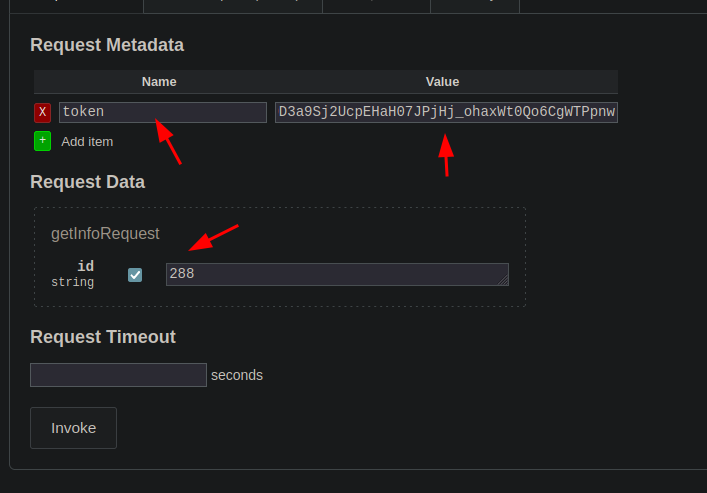 Request Metadata
Name Value
X token D3a9Sj2UcpEHaH07JPjHj_ohaxWt0Qo6CgWTPpnw
+ Add item
Request Data
getInfoRequest
id
string
288
Request Timeout
seconds
Invoke